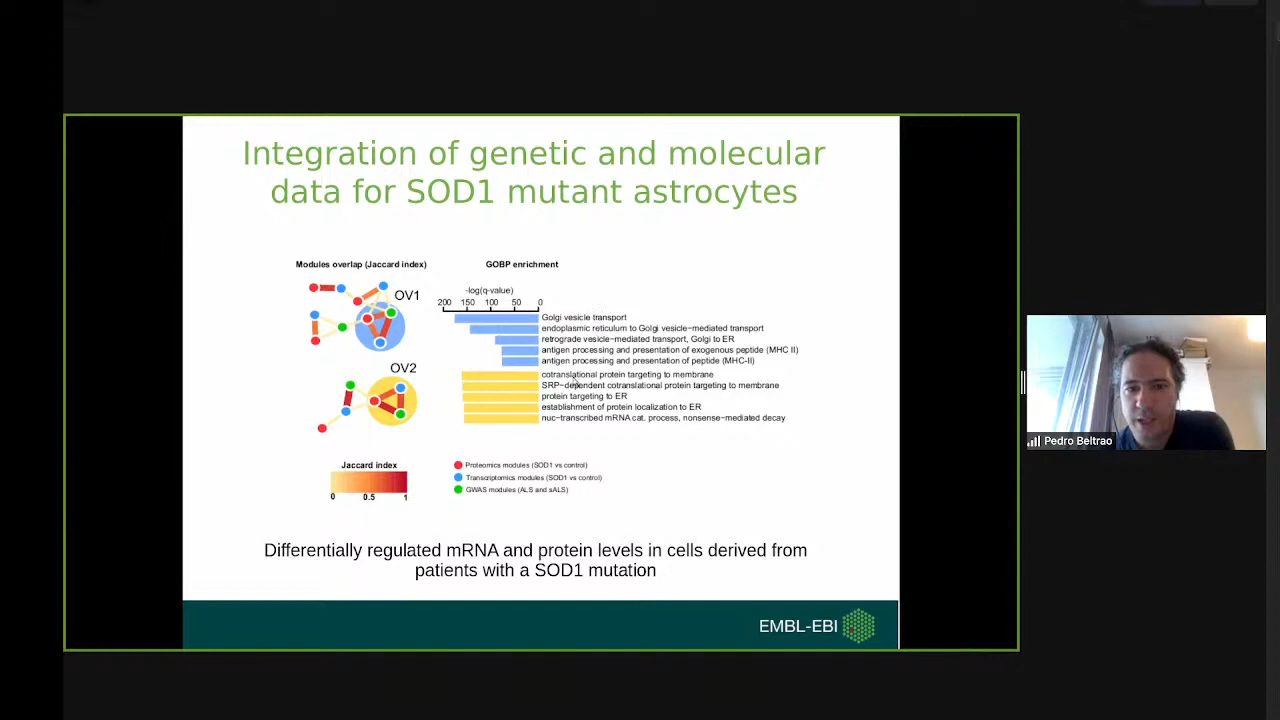 Integration of genetic and molecular
data for SOD1 mutant astrocytes
Modules overlap (Jaccard index)
GOBP enrichment
-log(q-value)
200 150 100 50 0
OV1
Golgi vesicle transport
endoplasmic reticulum to Golgi vesicle−mediated transport
retrograde vesicle−mediated transport, Golgi to ER
antigen processing and presentation of exogenous peptide (MHC II)
antigen processing and presentation of peptide (MHC-II)
OV2
cotranslational protein targeting to membrane
SRP−dependent cotranslational protein targeting to membrane
protein targeting to ER
establishment of protein localization to ER
nuc−transcribed mRNA cat. process, nonsense−mediated decay
Jaccard index
0 0.5 1
Proteomics modules (SOD1 vs control)
Transcriptomics modules (SOD1 vs control)
GWAS modules (ALS and sALS)
Differentially regulated mRNA and protein levels in cells derived from
patients with a SOD1 mutation
EMBL-EBI
Pedro Beltrao